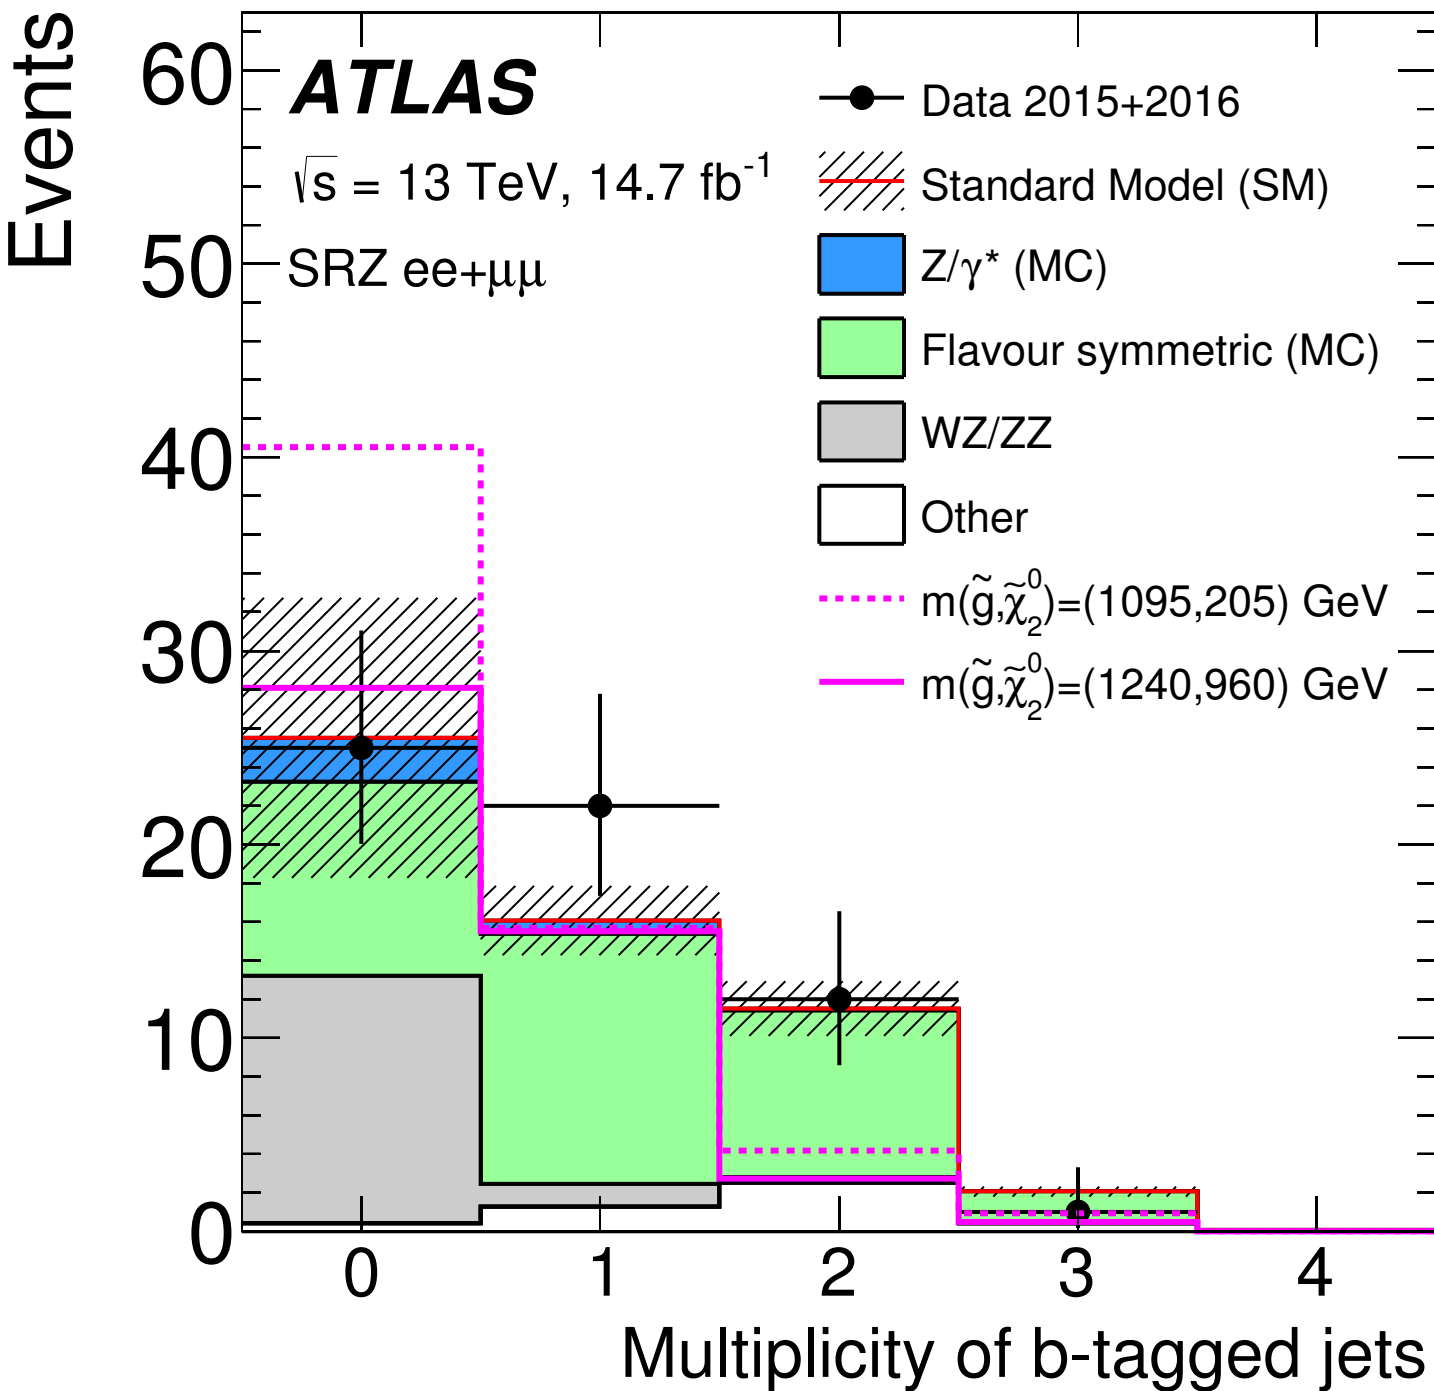 Events
60
50
40
30
20
10
0
ATLAS
√s = 13 TeV, 14.7 fb⁻¹
SRZ ee+μμ
Data 2015+2016
Standard Model (SM)
Z/γ* (MC)
Flavour symmetric (MC)
WZ/ZZ
Other
m(g̃,χ̃₂⁰)=(1095,205) GeV
m(g̃,χ̃₂⁰)=(1240,960) GeV
0 1 2 3 4
Multiplicity of b-tagged jets